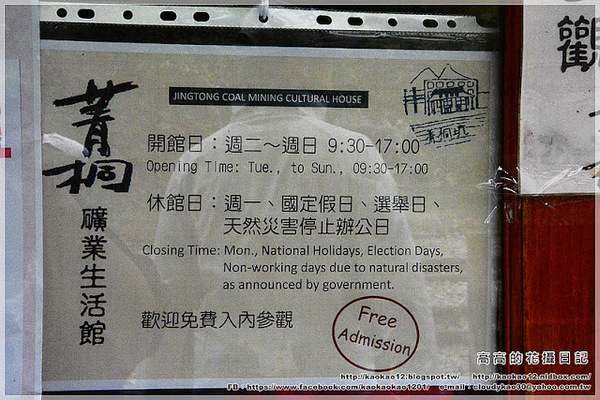 觀
JINGTONG COAL MINING CULTURAL HOUSE
菁桐
礦業生活館
開館日：週二～週日 9:30-17:00
Opening Time: Tue., to Sun., 09:30-17:00
休館日：週一、國定假日、選舉日、
天然災害停止辦公日
Closing Time: Mon., National Holidays, Election Days,
Non-working days due to natural disasters,
as announced by government.
歡迎免費入內參觀
Free
Admission
高高的花攝日記
http://kaokao12.blogspot.tw/ http://kaokao12.nidbox.com/
FB：https://www.facebook.com/kaokaokao1201/ e-mail：cloudykao30@yahoo.com.tw